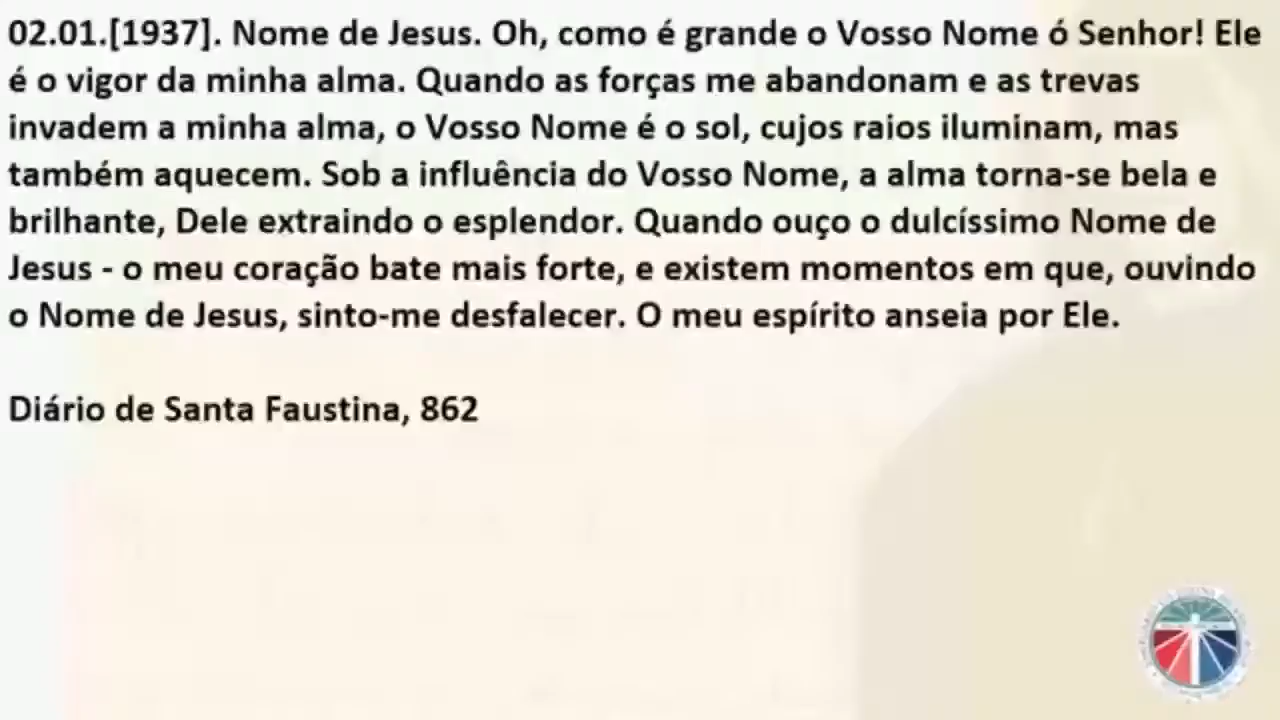 02.01.[1937]. Nome de Jesus. Oh, como é grande o Vosso Nome ó Senhor! Ele
é o vigor da minha alma. Quando as forças me abandonam e as trevas
invadem a minha alma, o Vosso Nome é o sol, cujos raios iluminam, mas
também aquecem. Sob a influência do Vosso Nome, a alma torna-se bela e
brilhante, Dele extraindo o esplendor. Quando ouço o dulcíssimo Nome de
Jesus - o meu coração bate mais forte, e existem momentos em que, ouvindo
o Nome de Jesus, sinto-me desfalecer. O meu espírito anseia por Ele.
Diário de Santa Faustina, 862